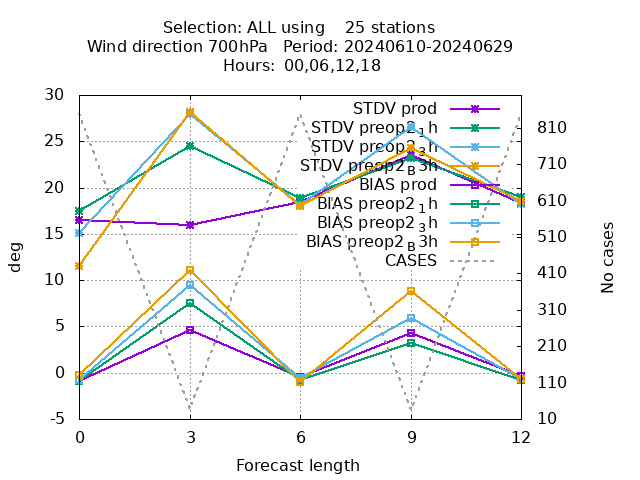 Selection: ALL using    25 stations
Wind direction 700hPa   Period: 20240610-20240629
Hours: 00,06,12,18
30
25
20
15
10
5
0
-5
deg
STDV prod
STDV preop2_1h
STDV preop2_3h
STDV preop2_B3h
BIAS prod
BIAS preop2_1h
BIAS preop2_3h
BIAS preop2_B3h
CASES
810
710
610
510
410
310
210
110
10
No cases
0 3 6 9 12
Forecast length